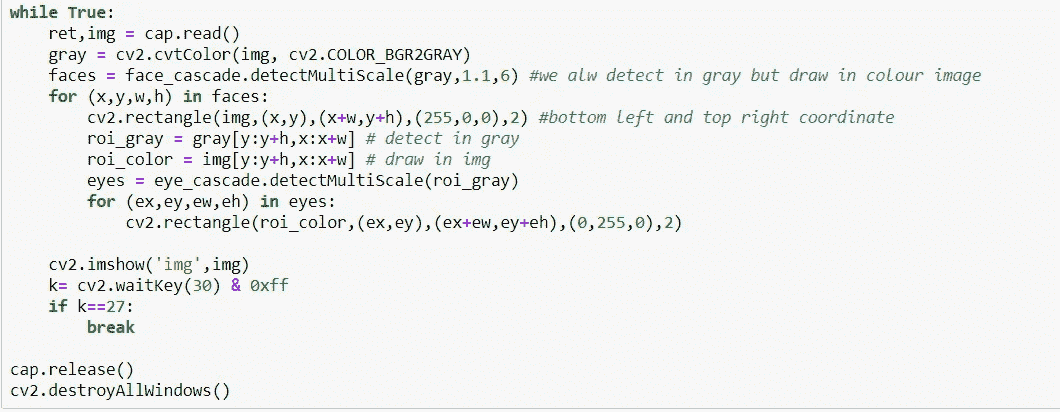 while True:
    ret,img = cap.read()
    gray = cv2.cvtColor(img, cv2.COLOR_BGR2GRAY)
    faces = face_cascade.detectMultiScale(gray,1.1,6) #we alw detect in gray but draw in colour image
    for (x,y,w,h) in faces:
        cv2.rectangle(img,(x,y),(x+w,y+h),(255,0,0),2) #bottom left and top right coordinate
        roi_gray = gray[y:y+h,x:x+w] # detect in gray
        roi_color = img[y:y+h,x:x+w] # draw in img
        eyes = eye_cascade.detectMultiScale(roi_gray)
        for (ex,ey,ew,eh) in eyes:
            cv2.rectangle(roi_color,(ex,ey),(ex+ew,ey+eh),(0,255,0),2)
    cv2.imshow('img',img)
    k= cv2.waitKey(30) & 0xff
    if k==27:
        break
cap.release()
cv2.destroyAllWindows()